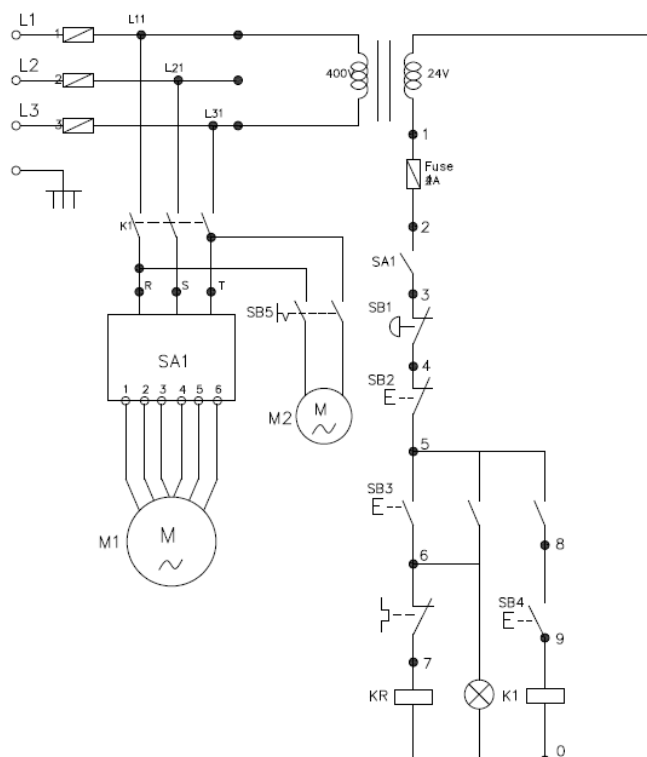 L1
1
L11
L2
2
L21
400V
24V
L3
3
L31
1
Fuse
2
K1
SA1
R
S
T
3
SB5
SB1
SA1
4
SB2
1 2 3 4 5 6
M
M2
5
SB3
M
M1
6
8
SB4
9
7
KR
K1
0